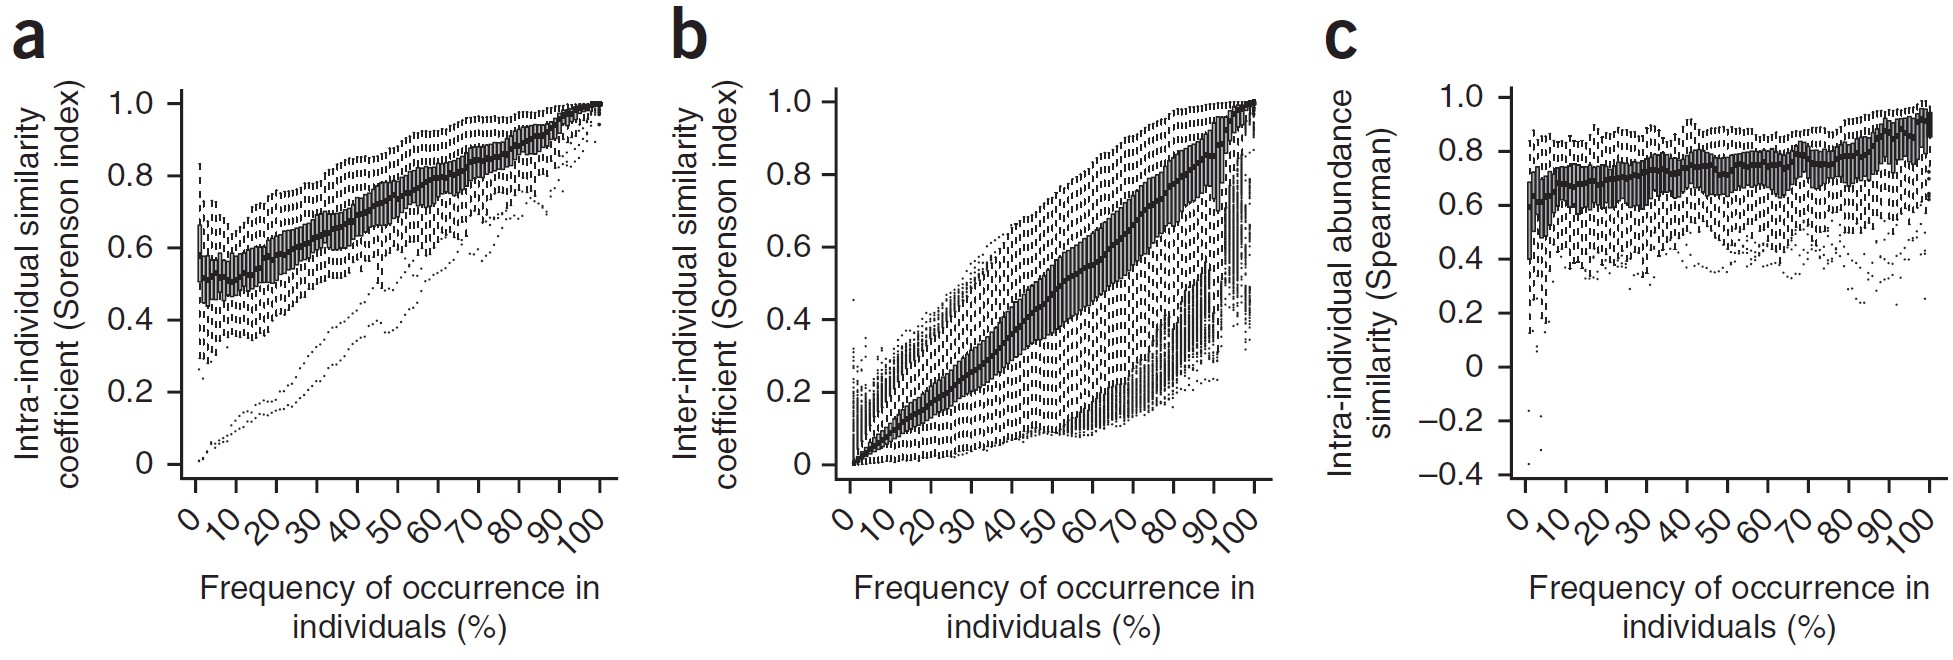 a
Intra-individual similarity
coefficient (Sorenson index)
1.0
0.8
0.6
0.4
0.2
0
0 10 20 30 40 50 60 70 80 90 100
Frequency of occurrence in
individuals (%)
b
Inter-individual similarity
coefficient (Sorenson index)
1.0
0.8
0.6
0.4
0.2
0
0 10 20 30 40 50 60 70 80 90 100
Frequency of occurrence in
individuals (%)
c
Intra-individual abundance
similarity (Spearman)
1.0
0.8
0.6
0.4
0.2
0
−0.2
−0.4
0 10 20 30 40 50 60 70 80 90 100
Frequency of occurrence in
individuals (%)